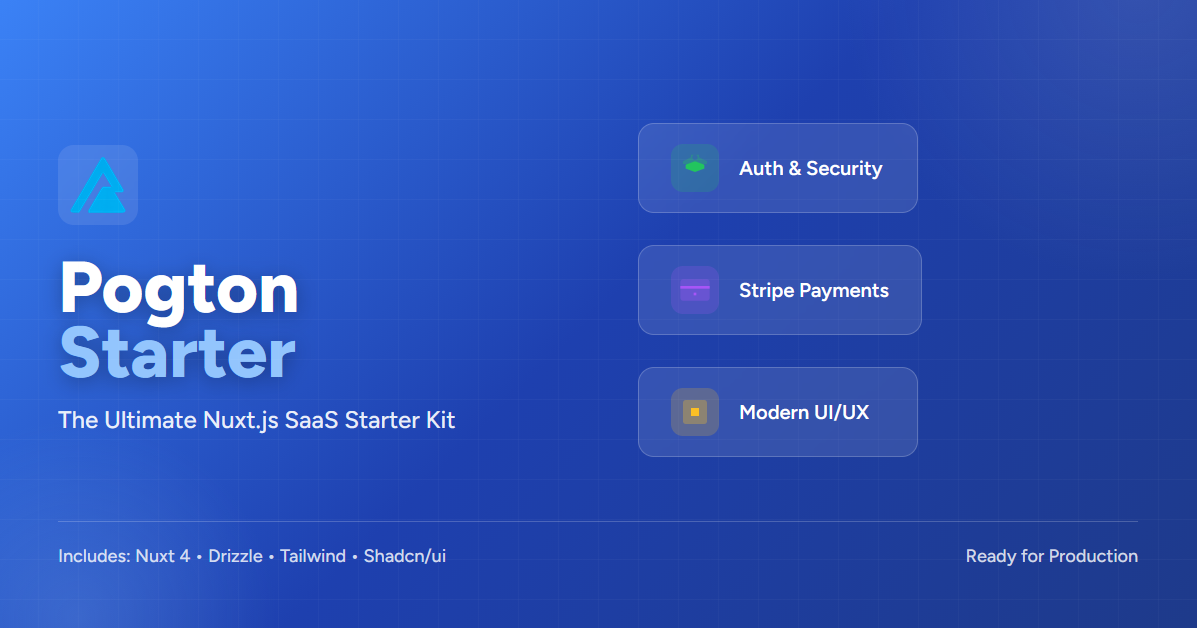 Pogton
Starter
The Ultimate Nuxt.js SaaS Starter Kit
Auth & Security
Stripe Payments
Modern UI/UX
Includes: Nuxt 4 • Drizzle • Tailwind • Shadcn/ui
Ready for Production